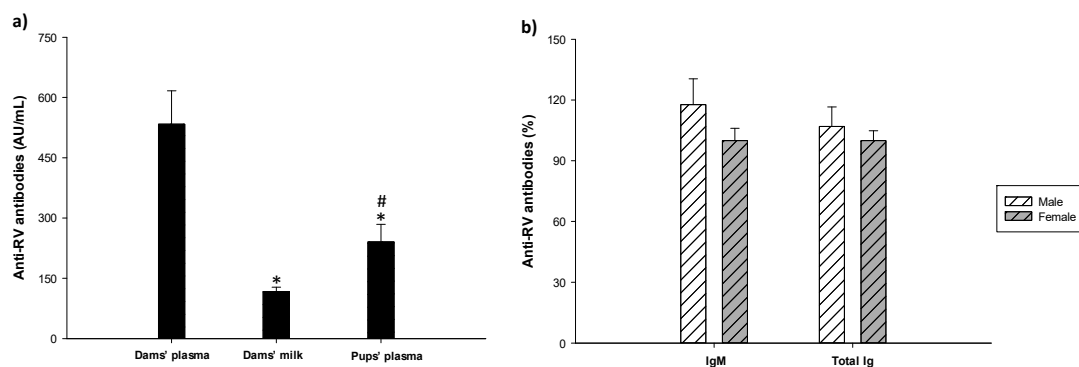 a)
Anti-RV antibodies (AU/mL)
750
600
450
300
150
0
*
#
*
Dams' plasma Dams' milk Pups' plasma
b)
Anti-RV antibodies (%)
150
120
90
60
30
0
IgM Total Ig
Male
Female